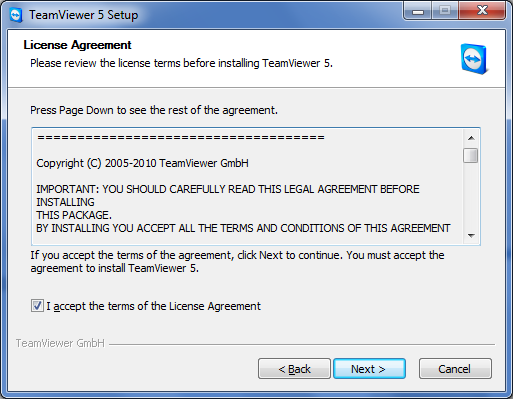 TeamViewer 5 Setup
License Agreement
Please review the license terms before installing TeamViewer 5.
Press Page Down to see the rest of the agreement.
====================================
Copyright (C) 2005-2010 TeamViewer GmbH
IMPORTANT: YOU SHOULD CAREFULLY READ THIS LEGAL AGREEMENT BEFORE
INSTALLING
THIS PACKAGE.
BY INSTALLING YOU ACCEPT ALL THE TERMS AND CONDITIONS OF THIS AGREEMENT
If you accept the terms of the agreement, click Next to continue. You must accept the
agreement to install TeamViewer 5.
I accept the terms of the License Agreement
TeamViewer GmbH
< Back Next > Cancel